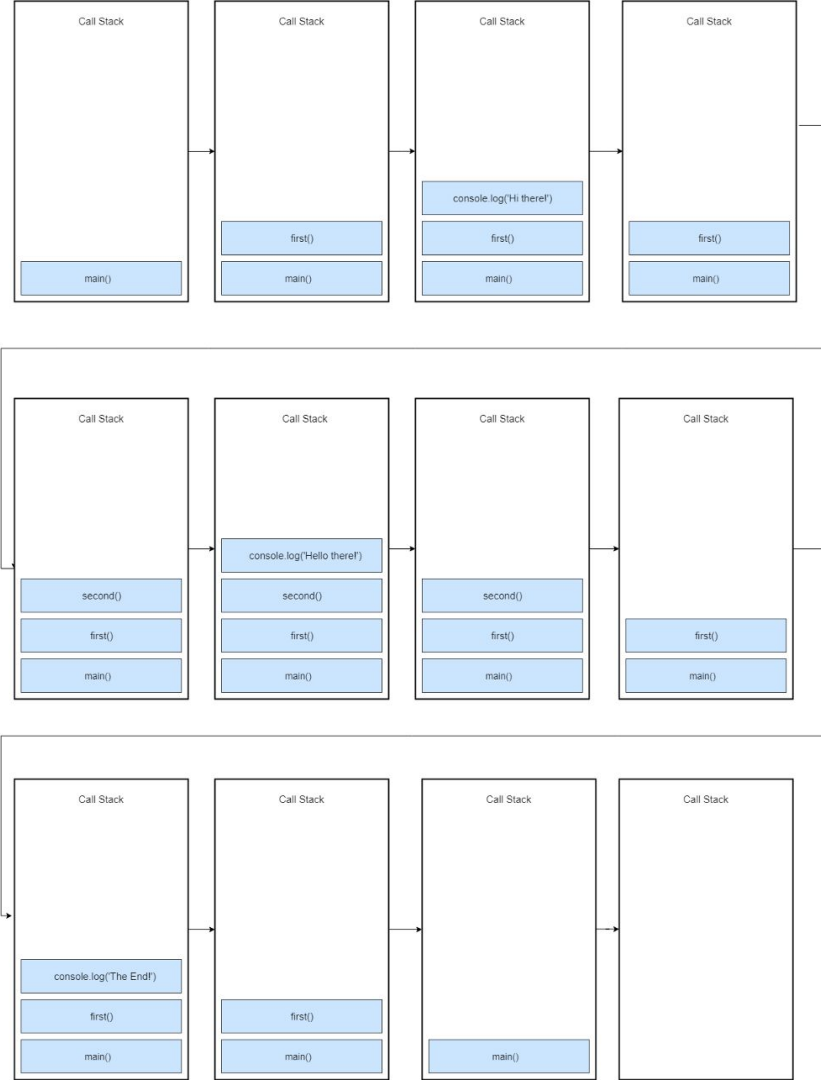 Call Stack
main()
Call Stack
first()
main()
Call Stack
console.log('Hi there!')
first()
main()
Call Stack
first()
main()
Call Stack
second()
first()
main()
Call Stack
console.log('Hello there!')
second()
first()
main()
Call Stack
second()
first()
main()
Call Stack
first()
main()
Call Stack
console.log('The End!')
first()
main()
Call Stack
first()
main()
Call Stack
main()
Call Stack